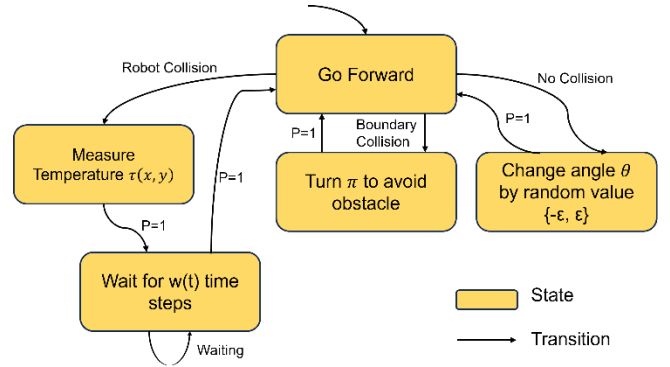 Go Forward
Robot Collision
No Collision
P=1
Boundary
Collision
P=1
Measure
Temperature τ(x, y)
P=1
Turn π to avoid
obstacle
Change angle θ
by random value
{-ε, ε}
P=1
Wait for w(t) time
steps
Waiting
State
Transition